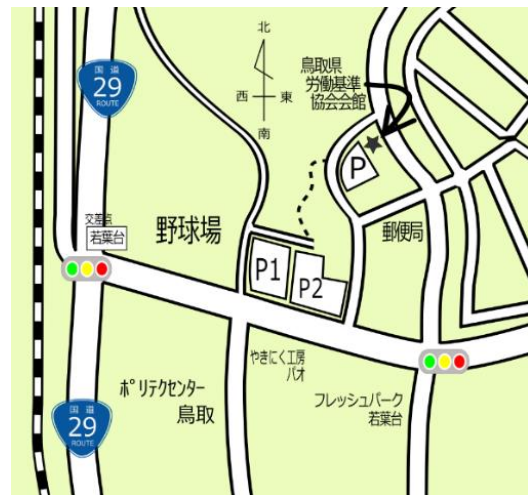 国道
29
ROUTE
北
西 東
南
鳥取県
労働基準
協会会館
P
交差点
若葉台
野球場
郵便局
P1
P2
やきにく工房
パオ
ポリテクセンター
鳥取
フレッシュパーク
若葉台
国道
29
ROUTE